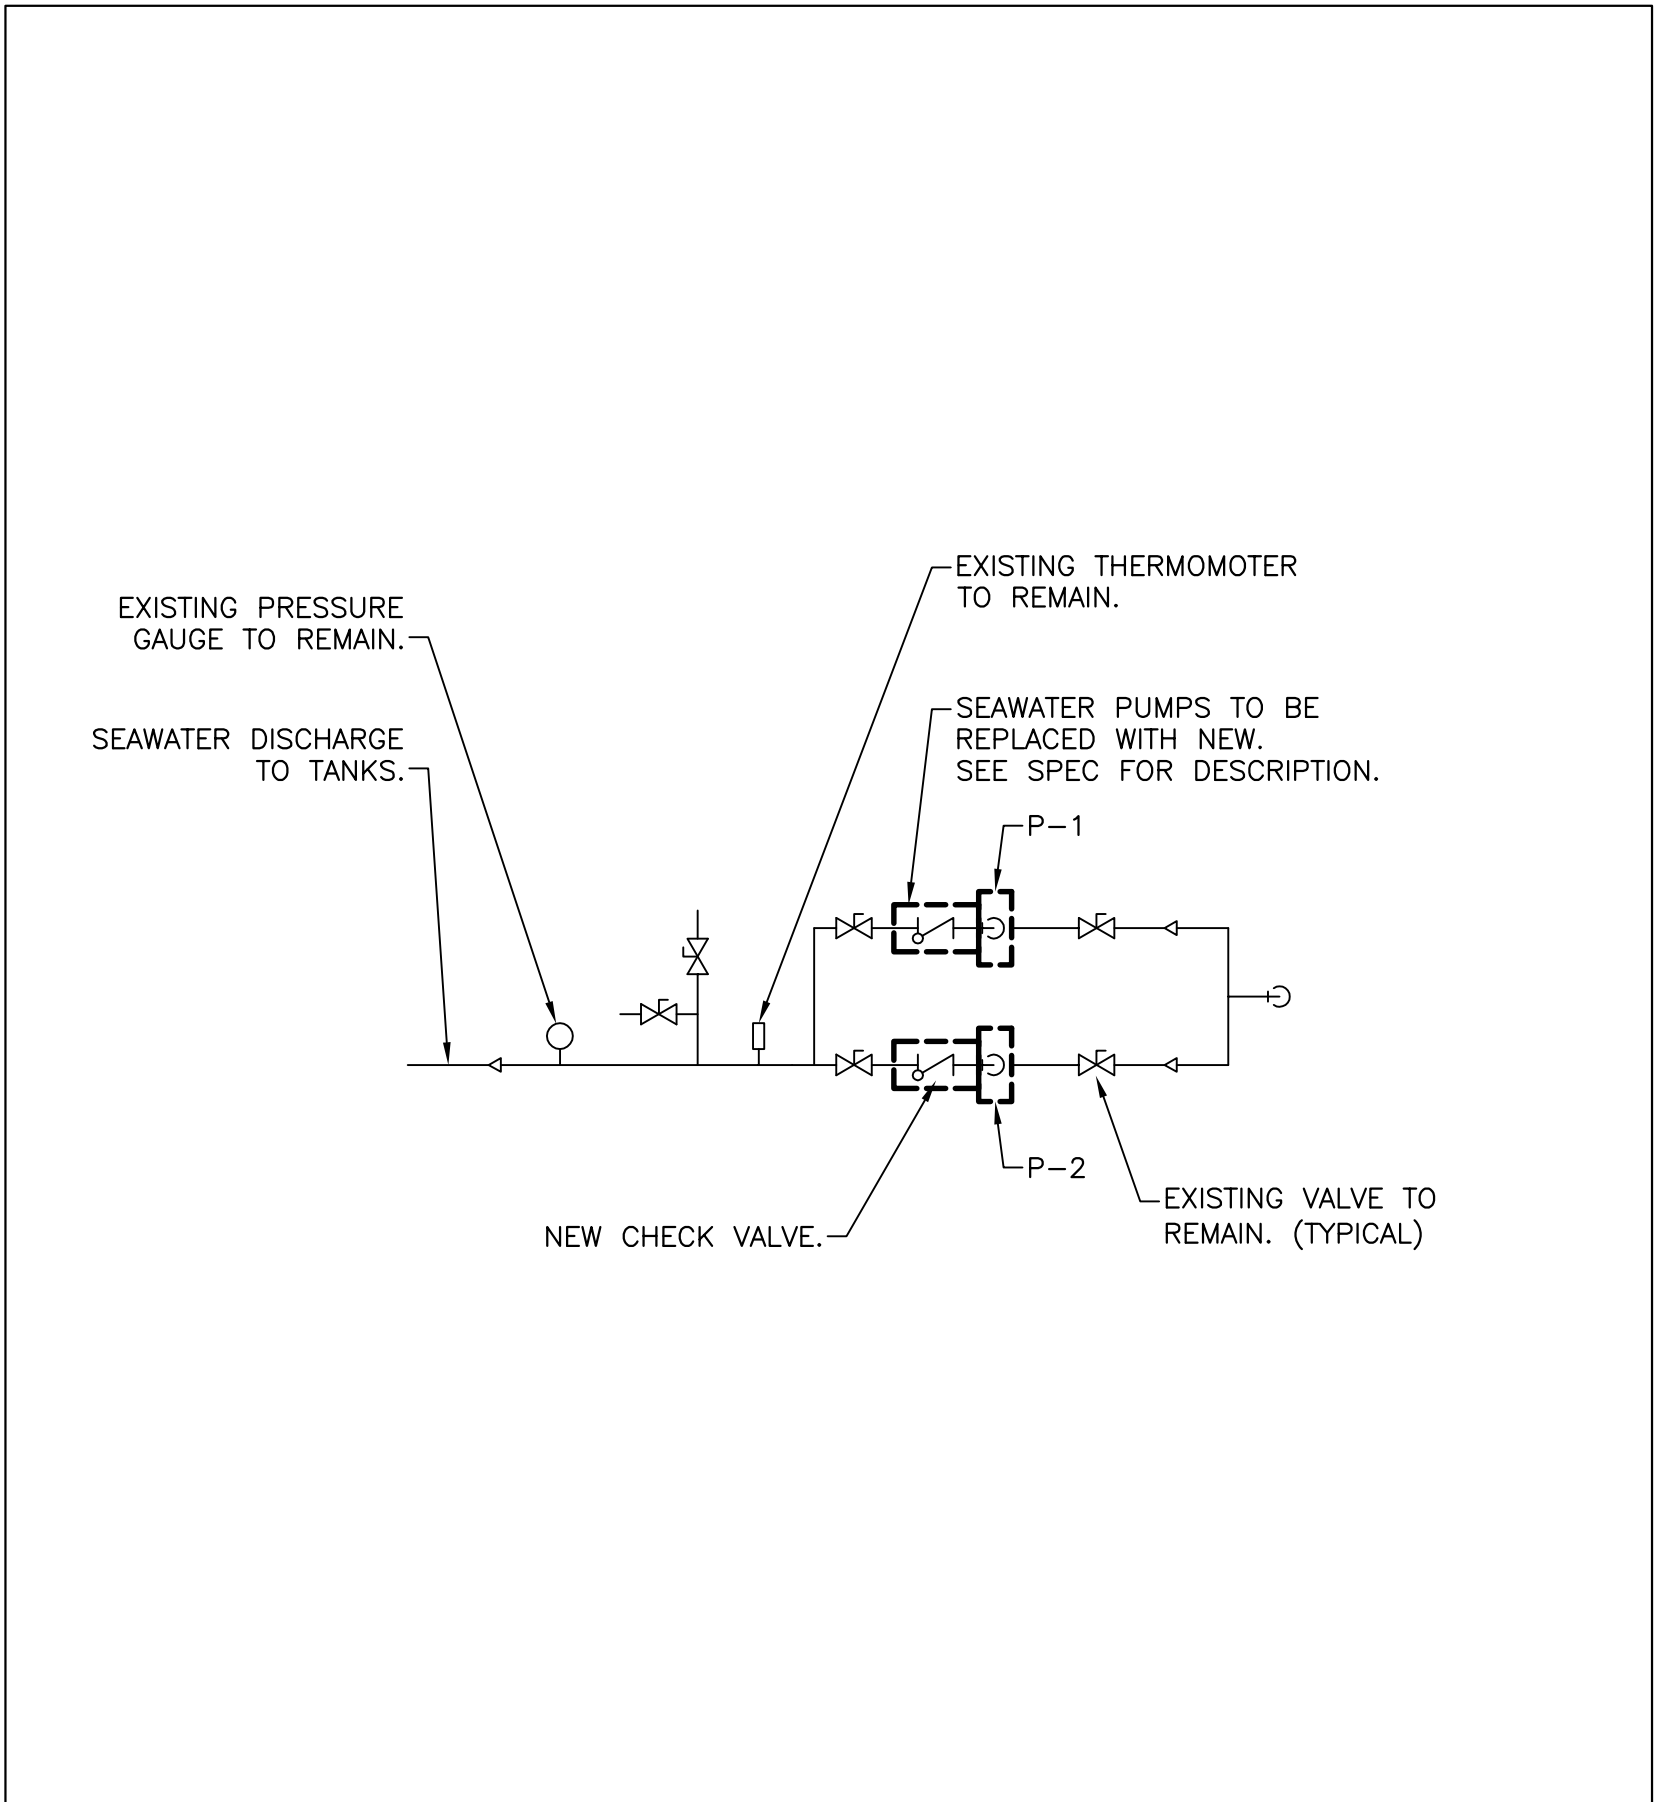 EXISTING THERMOMOTER
TO REMAIN.
EXISTING PRESSURE
GAUGE TO REMAIN.
SEAWATER PUMPS TO BE
REPLACED WITH NEW.
SEE SPEC FOR DESCRIPTION.
SEAWATER DISCHARGE
TO TANKS.
P-1
P-2
EXISTING VALVE TO
REMAIN. (TYPICAL)
NEW CHECK VALVE.